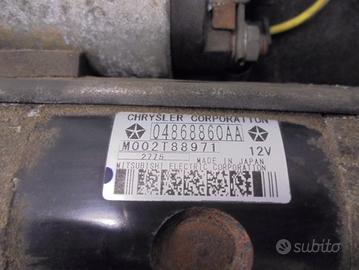 CHRYSLER CORPORATION
04868860AA
M002T88971 12V
2775 MADE IN JAPAN
MITSUBISHI ELECTRIC CORPORATION
subito